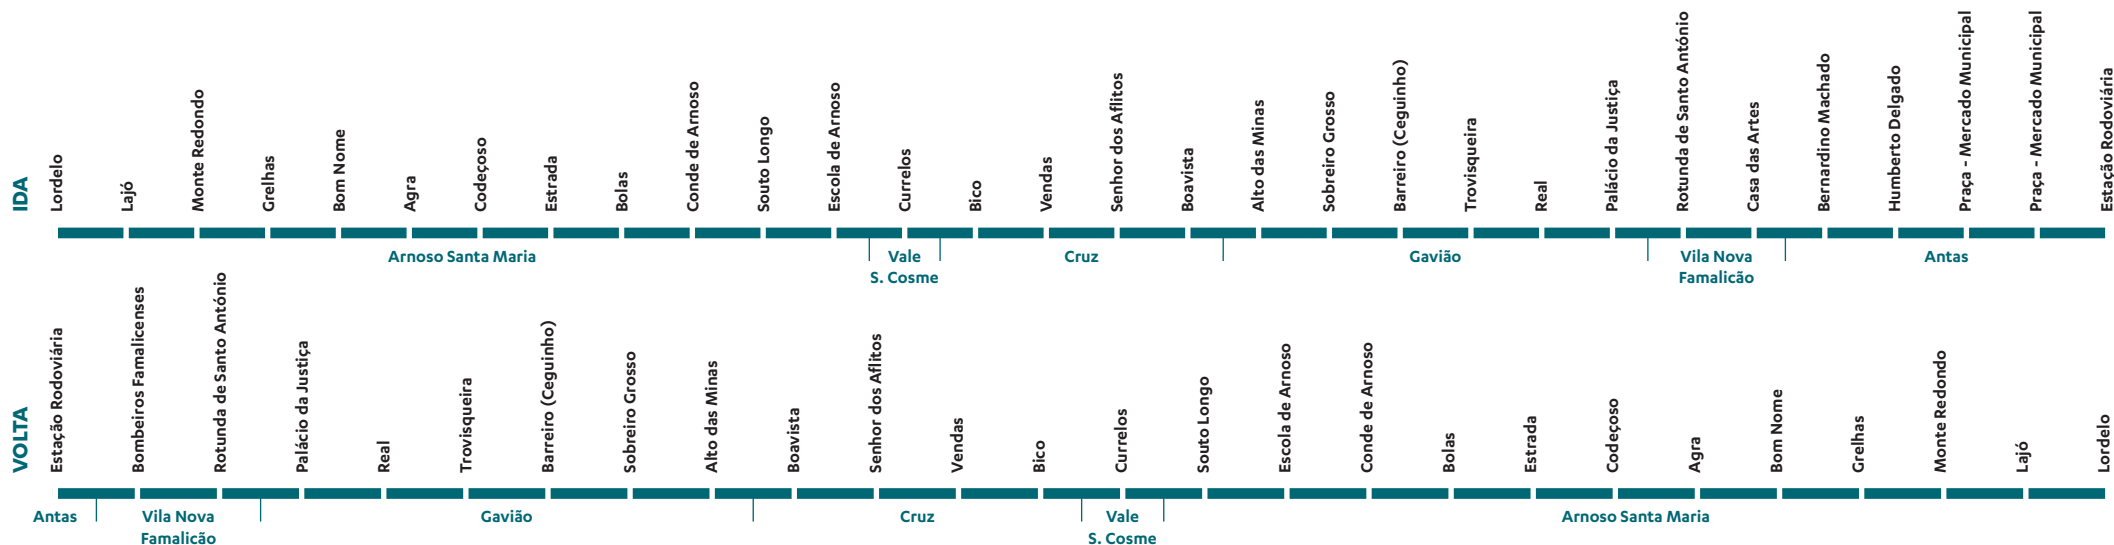 IDA
Lordelo
Lajó
Monte Redondo
Grelhas
Bom Nome
Agra
Codeçoso
Estrada
Bolas
Conde de Arnoso
Souto Longo
Escola de Arnoso
Currelos
Bico
Vendas
Senhor dos Aflitos
Boavista
Alto das Minas
Sobreiro Grosso
Barreiro (Ceguinho)
Trovisqueira
Real
Palácio da Justiça
Rotunda de Santo António
Casa das Artes
Bernardino Machado
Humberto Delgado
Praça - Mercado Municipal
Praça - Mercado Municipal
Estação Rodoviária
Arnoso Santa Maria
Vale
S. Cosme
Cruz
Gavião
Vila Nova
Famalicão
Antas
VOLTA
Estação Rodoviária
Bombeiros Famalicenses
Rotunda de Santo António
Palácio da Justiça
Real
Trovisqueira
Barreiro (Ceguinho)
Sobreiro Grosso
Alto das Minas
Boavista
Senhor dos Aflitos
Vendas
Bico
Currelos
Souto Longo
Escola de Arnoso
Conde de Arnoso
Bolas
Estrada
Codeçoso
Agra
Bom Nome
Grelhas
Monte Redondo
Lajó
Lordelo
Antas
Vila Nova
Famalicão
Gavião
Cruz
Vale
S. Cosme
Arnoso Santa Maria